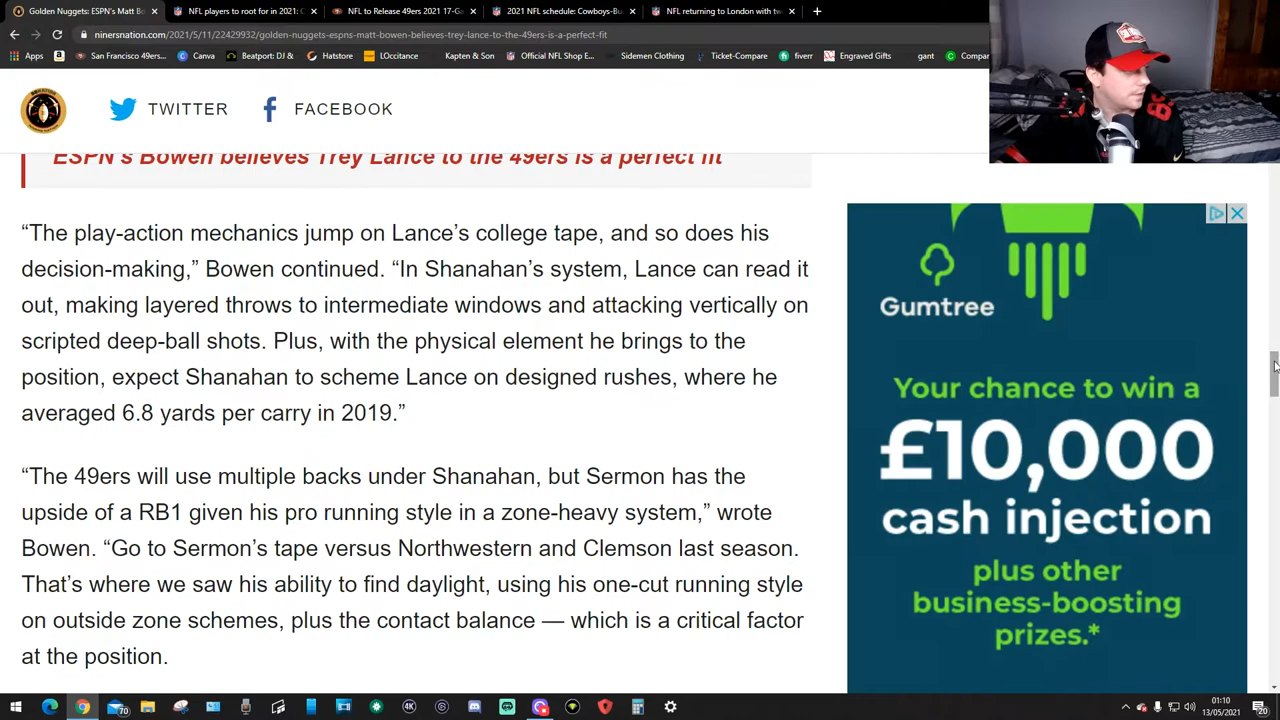 Golden Nuggets: ESPN's Matt Bo
NFL players to root for in 2021: G
NFL to Release 49ers 2021 17-Ga
2021 NFL schedule: Cowboys-Bu
NFL returning to London with tw
ninersnation.com/2021/5/11/22429932/golden-nuggets-espns-matt-bowen-believes-trey-lance-to-the-49ers-is-a-perfect-fit
Apps
San Francisco 49ers...
Canva
Beatport: DJ &
Hatstore
LOccitance
Kapten & Son
Official NFL Shop E...
Sidemen Clothing
Ticket-Compare
fiverr
Engraved Gifts
gant
Compar
TWITTER
FACEBOOK
ESPN's Bowen believes Trey Lance to the 49ers is a perfect fit
“The play-action mechanics jump on Lance’s college tape, and so does his
decision-making,” Bowen continued. “In Shanahan’s system, Lance can read it
out, making layered throws to intermediate windows and attacking vertically on
scripted deep-ball shots. Plus, with the physical element he brings to the
position, expect Shanahan to scheme Lance on designed rushes, where he
averaged 6.8 yards per carry in 2019.”
“The 49ers will use multiple backs under Shanahan, but Sermon has the
upside of a RB1 given his pro running style in a zone-heavy system,” wrote
Bowen. “Go to Sermon’s tape versus Northwestern and Clemson last season.
That’s where we saw his ability to find daylight, using his one-cut running style
on outside zone schemes, plus the contact balance — which is a critical factor
at the position.
Gumtree
Your chance to win a
£10,000
cash injection
plus other
business-boosting
prizes.*
70
4K
01:10
13/05/2021
20